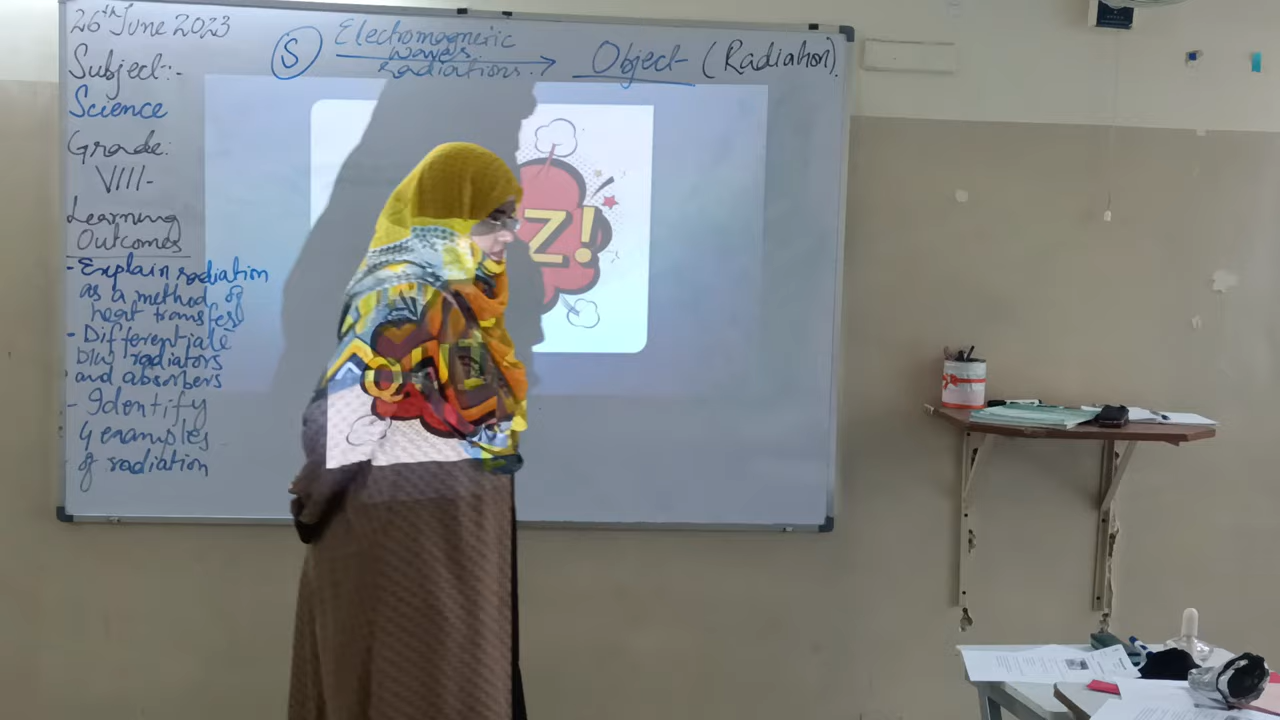 26th June 2023
Subject:-
Science
Grade:
VIII-
Learning
Outcomes
- Explain radiation
as a method of
heat transfer
- Differentiate
b/w radiators
and absorbers
- Identify
4 examples
of radiation
S Electromagneric
waves
radiations. → Object (Radiation).
Z!